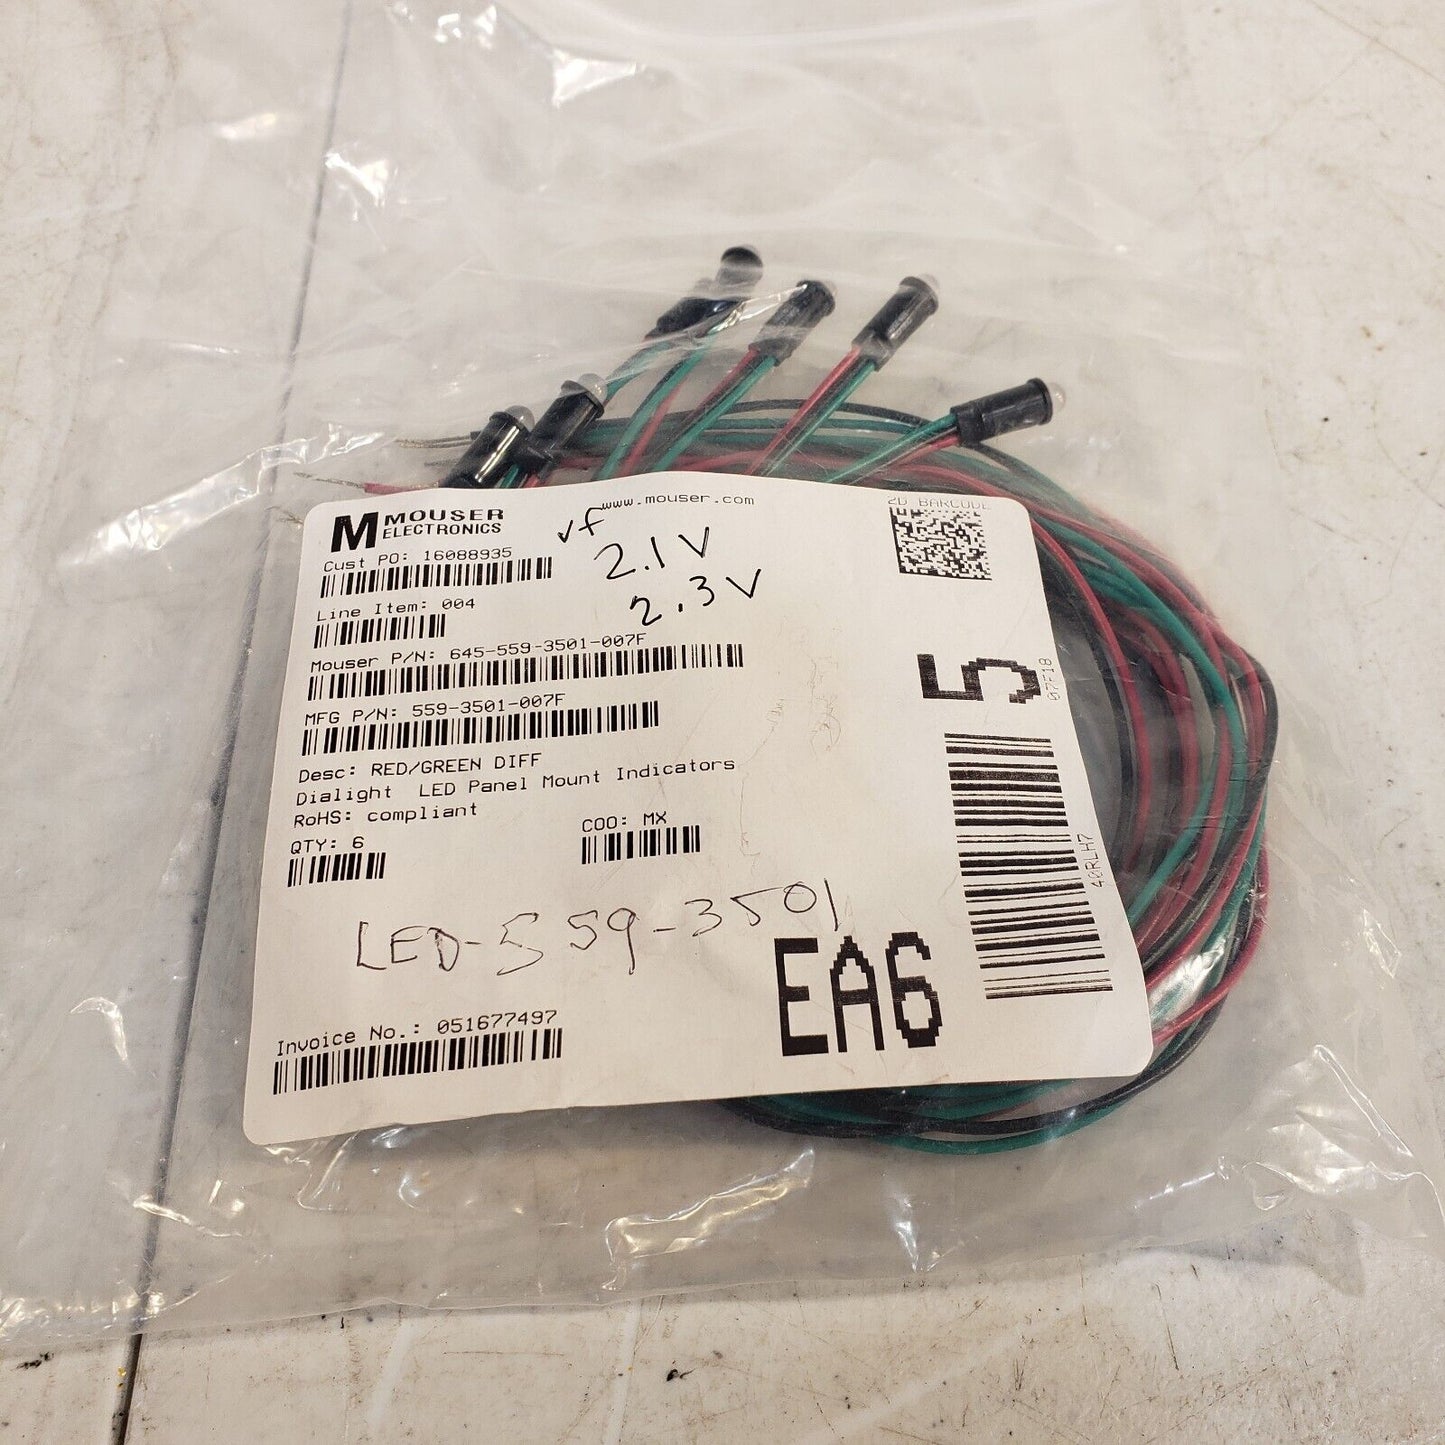 M MOUSER
ELECTRONICS
www.mouser.com
2D BARCODE
Cust PO: 16088935
vf
2.1V
2.3V
Line Item: 004
Mouser P/N: 645-559-3501-007F
MFG P/N: 559-3501-007F
5
07F18
Desc: RED/GREEN DIFF
Dialight LED Panel Mount Indicators
RoHS: compliant
QTY: 6
COO: MX
40RLH7
LED-559-3501
EA6
Invoice No.: 051677497